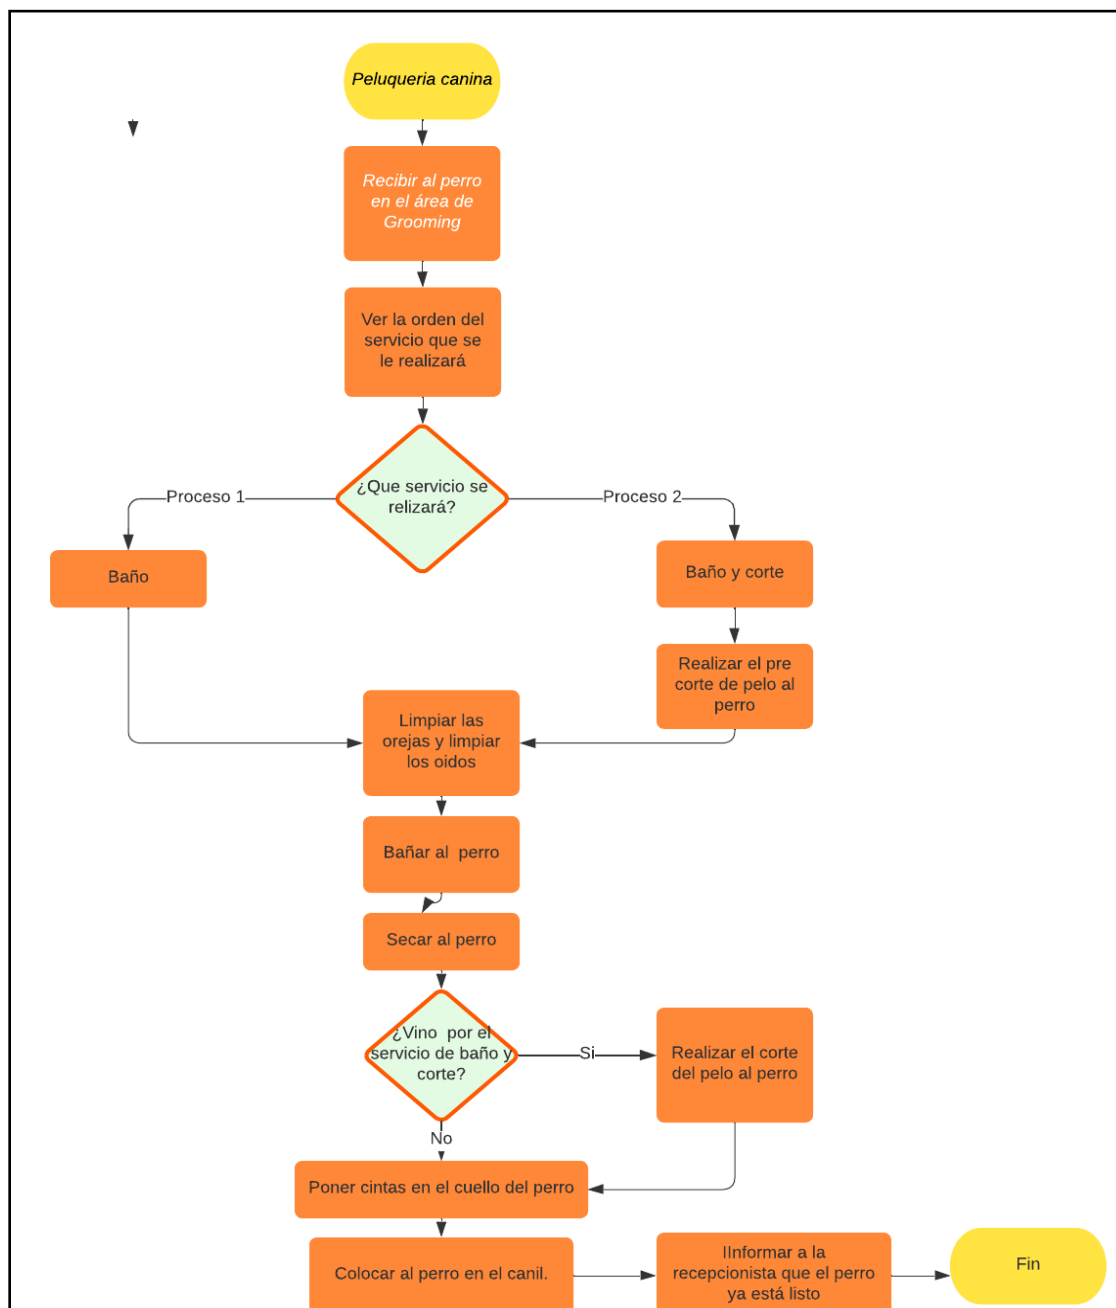 Peluqueria canina
Recibir al perro
en el área de
Grooming
Ver la orden del
servicio que se
le realizará
¿Que servicio se
relizará?
Proceso 1
Proceso 2
Baño
Baño y corte
Realizar el pre
corte de pelo al
perro
Limpiar las
orejas y limpiar
los oidos
Bañar al perro
Secar al perro
¿Vino por el
servicio de baño y
corte?
Si
Realizar el corte
del pelo al perro
No
Poner cintas en el cuello del perro
Colocar al perro en el canil.
IInformar a la
recepcionista que el perro
ya está listo
Fin